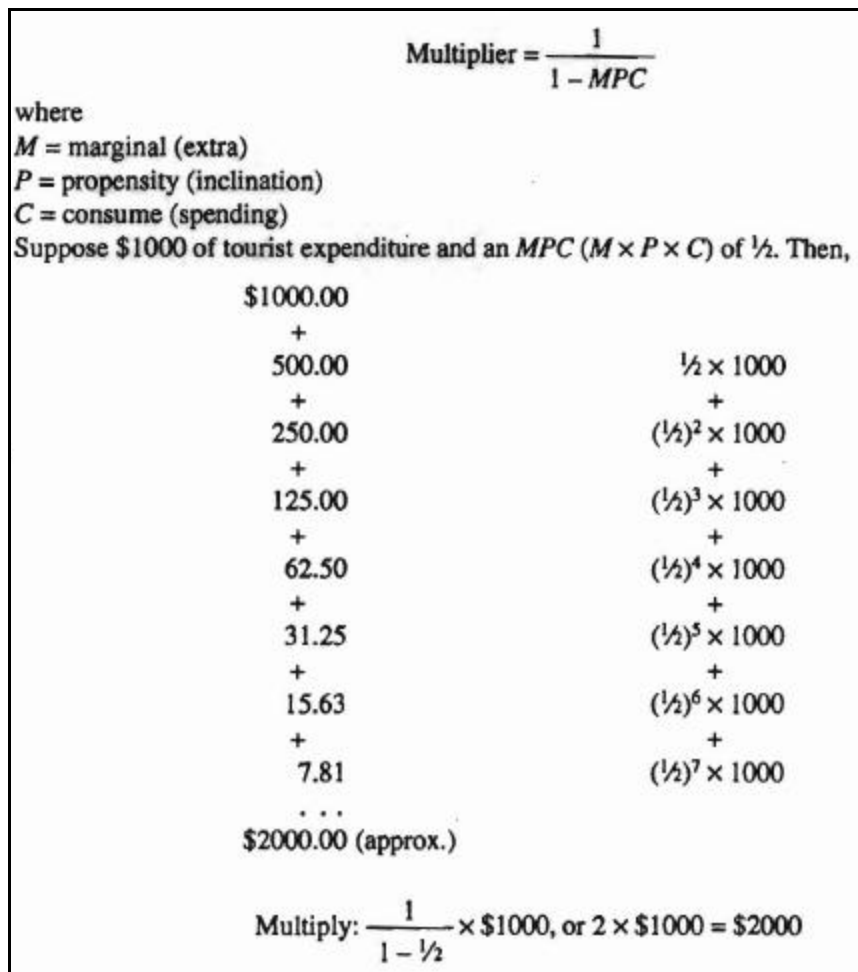 Multiplier = 1 / (1 – MPC)
where
M = marginal (extra)
P = propensity (inclination)
C = consume (spending)
Suppose $1000 of tourist expenditure and an MPC (M × P × C) of ½. Then,
$1000.00
+
500.00 ½ × 1000
+ +
250.00 (½)² × 1000
+ +
125.00 (½)³ × 1000
+ +
62.50 (½)⁴ × 1000
+ +
31.25 (½)⁵ × 1000
+ +
15.63 (½)⁶ × 1000
+ +
7.81 (½)⁷ × 1000
. . .
$2000.00 (approx.)
Multiply: 1 / (1 – ½) × $1000, or 2 × $1000 = $2000